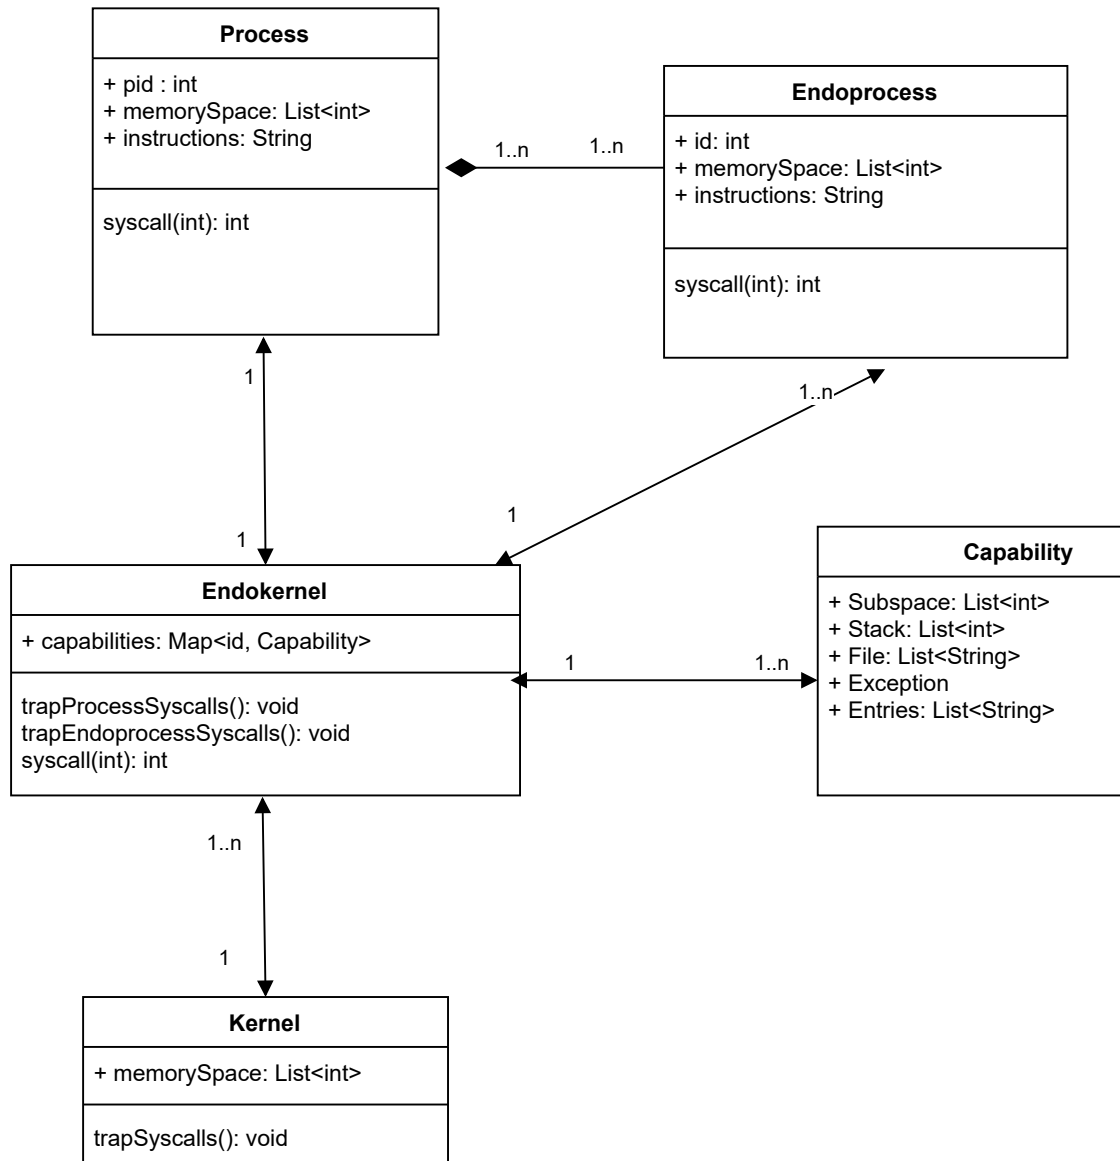 Process
+ pid : int
+ memorySpace: List<int>
+ instructions: String
syscall(int): int
1..n
1..n
Endoprocess
+ id: int
+ memorySpace: List<int>
+ instructions: String
syscall(int): int
1
1
1..n
1
Endokernel
+ capabilities: Map<id, Capability>
trapProcessSyscalls(): void
trapEndoprocessSyscalls(): void
syscall(int): int
1
1..n
Capability
+ Subspace: List<int>
+ Stack: List<int>
+ File: List<String>
+ Exception
+ Entries: List<String>
1..n
1
Kernel
+ memorySpace: List<int>
trapSyscalls(): void